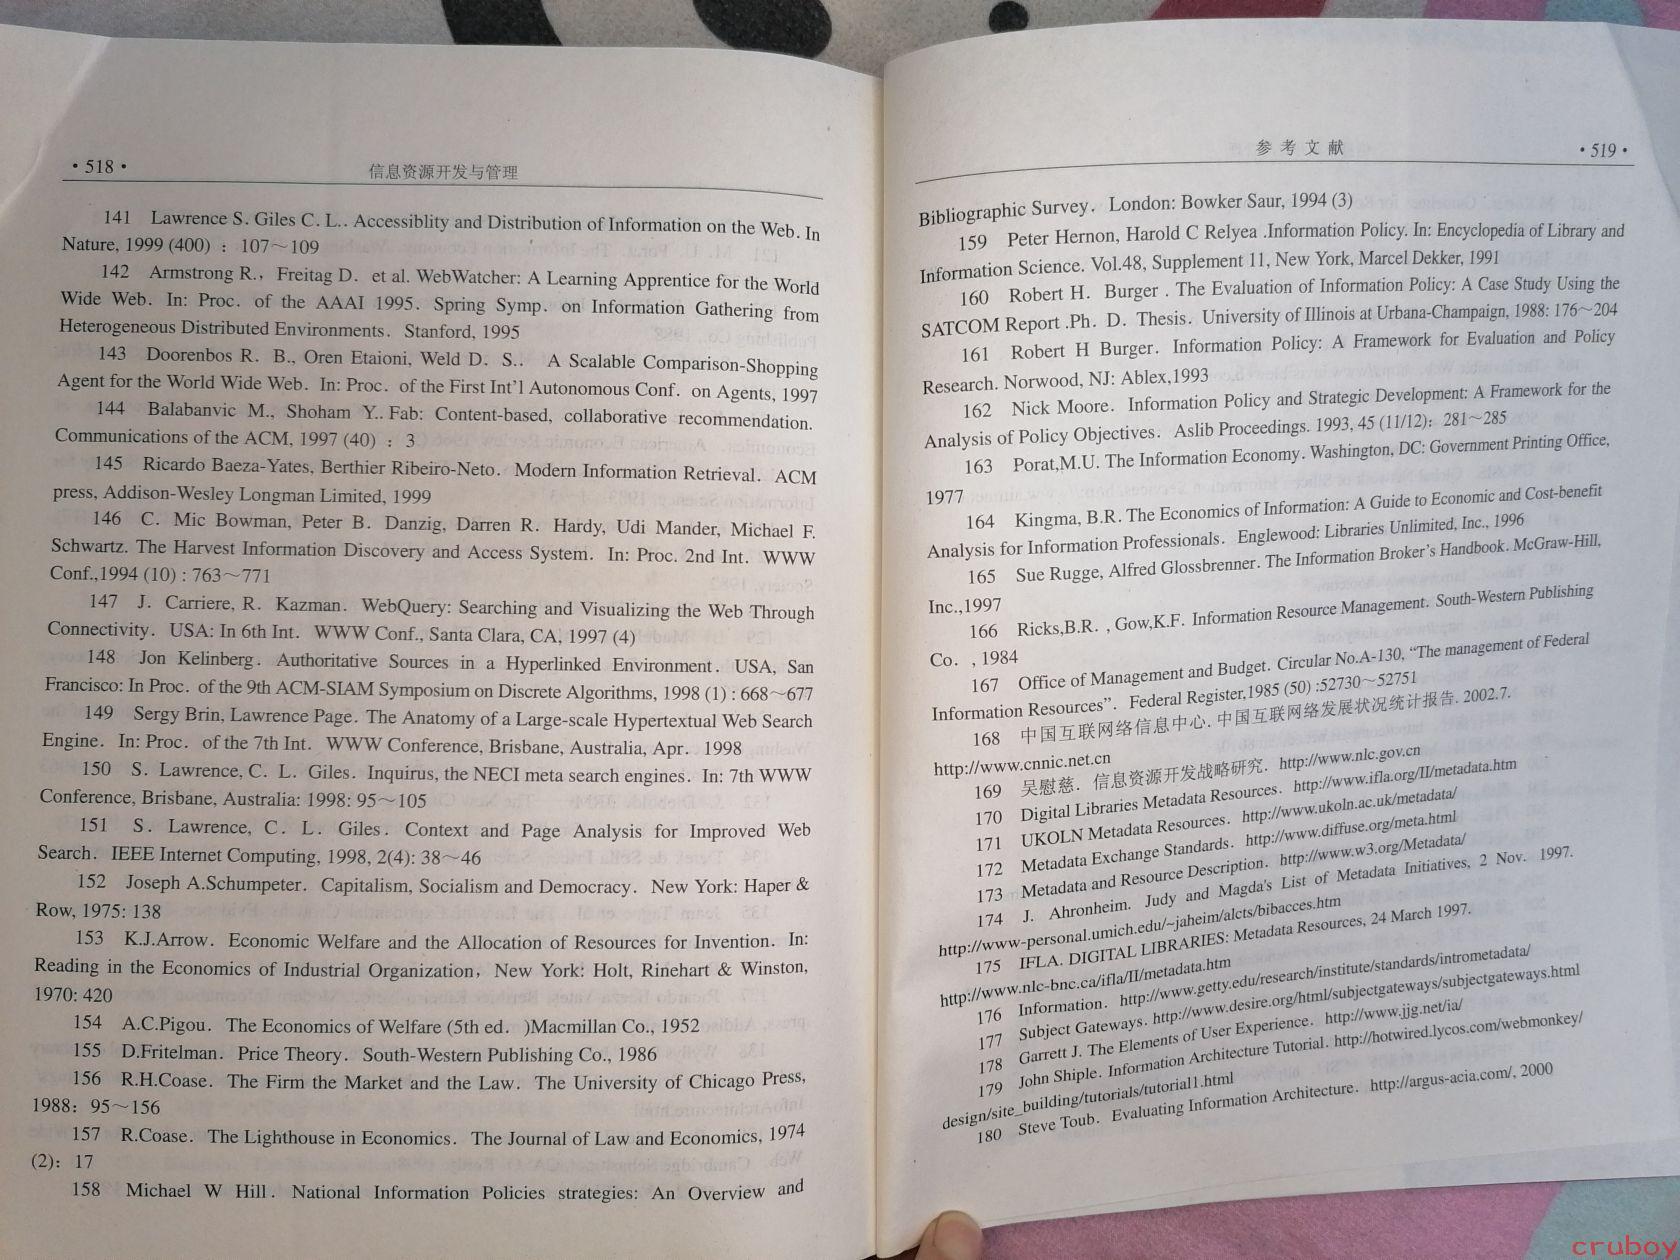 • 518 •
信息资源开发与管理
141 Lawrence S. Giles C. L.. Accessiblity and Distribution of Information on the Web. In
Nature, 1999 (400) : 107～109
142 Armstrong R., Freitag D. et al. WebWatcher: A Learning Apprentice for the World
Wide Web. In: Proc. of the AAAI 1995. Spring Symp. on Information Gathering from
Heterogeneous Distributed Environments. Stanford, 1995
143 Doorenbos R. B., Oren Etaioni, Weld D. S.. A Scalable Comparison-Shopping
Agent for the World Wide Web. In: Proc. of the First Int'l Autonomous Conf. on Agents, 1997
144 Balabanvic M., Shoham Y.. Fab: Content-based, collaborative recommendation.
Communications of the ACM, 1997 (40) : 3
145 Ricardo Baeza-Yates, Berthier Ribeiro-Neto. Modern Information Retrieval. ACM
press, Addison-Wesley Longman Limited, 1999
146 C. Mic Bowman, Peter B. Danzig, Darren R. Hardy, Udi Mander, Michael F.
Schwartz. The Harvest Information Discovery and Access System. In: Proc. 2nd Int. WWW
Conf.,1994 (10) : 763～771
147 J. Carriere, R. Kazman. WebQuery: Searching and Visualizing the Web Through
Connectivity. USA: In 6th Int. WWW Conf., Santa Clara, CA, 1997 (4)
148 Jon Kelinberg. Authoritative Sources in a Hyperlinked Environment. USA, San
Francisco: In Proc. of the 9th ACM-SIAM Symposium on Discrete Algorithms, 1998 (1) : 668～677
149 Sergy Brin, Lawrence Page. The Anatomy of a Large-scale Hypertextual Web Search
Engine. In: Proc. of the 7th Int. WWW Conference, Brisbane, Australia, Apr. 1998
150 S. Lawrence, C. L. Giles. Inquirus, the NECI meta search engines. In: 7th WWW
Conference, Brisbane, Australia: 1998: 95～105
151 S. Lawrence, C. L. Giles. Context and Page Analysis for Improved Web
Search. IEEE Internet Computing, 1998, 2(4): 38～46
152 Joseph A.Schumpeter. Capitalism, Socialism and Democracy. New York: Haper &
Row, 1975: 138
153 K.J.Arrow. Economic Welfare and the Allocation of Resources for Invention. In:
Reading in the Economics of Industrial Organization, New York: Holt, Rinehart & Winston,
1970: 420
154 A.C.Pigou. The Economics of Welfare (5th ed. )Macmillan Co., 1952
155 D.Fritelman. Price Theory. South-Western Publishing Co., 1986
156 R.H.Coase. The Firm the Market and the Law. The University of Chicago Press,
1988: 95～156
157 R.Coase. The Lighthouse in Economics. The Journal of Law and Economics, 1974
(2): 17
158 Michael W Hill. National Information Policies strategies: An Overview and
参考文献
• 519 •
Bibliographic Survey. London: Bowker Saur, 1994 (3)
159 Peter Hernon, Harold C Relyea .Information Policy. In: Encyclopedia of Library and
Information Science. Vol.48, Supplement 11, New York, Marcel Dekker, 1991
160 Robert H. Burger . The Evaluation of Information Policy: A Case Study Using the
SATCOM Report .Ph. D. Thesis. University of Illinois at Urbana-Champaign, 1988: 176～204
161 Robert H Burger. Information Policy: A Framework for Evaluation and Policy
Research. Norwood, NJ: Ablex,1993
162 Nick Moore. Information Policy and Strategic Development: A Framework for the
Analysis of Policy Objectives. Aslib Proceedings. 1993, 45 (11/12): 281～285
163 Porat,M.U. The Information Economy. Washington, DC: Government Printing Office,
1977
164 Kingma, B.R. The Economics of Information: A Guide to Economic and Cost-benefit
Analysis for Information Professionals. Englewood: Libraries Unlimited, Inc., 1996
165 Sue Rugge, Alfred Glossbrenner. The Information Broker's Handbook. McGraw-Hill,
Inc.,1997
166 Ricks,B.R. , Gow,K.F. Information Resource Management. South-Western Publishing
Co. , 1984
167 Office of Management and Budget. Circular No.A-130, “The management of Federal
Information Resources”. Federal Register,1985 (50) :52730～52751
168 中国互联网络信息中心. 中国互联网络发展状况统计报告. 2002.7.
http://www.cnnic.net.cn
169 吴慰慈. 信息资源开发战略研究. http://www.nlc.gov.cn
170 Digital Libraries Metadata Resources. http://www.ifla.org/II/metadata.htm
171 UKOLN Metadata Resources. http://www.ukoln.ac.uk/metadata/
172 Metadata Exchange Standards. http://www.diffuse.org/meta.html
173 Metadata and Resource Description. http://www.w3.org/Metadata/
174 J. Ahronheim. Judy and Magda's List of Metadata Initiatives, 2 Nov. 1997.
http://www-personal.umich.edu/~jaheim/alcts/bibacces.htm
175 IFLA. DIGITAL LIBRARIES: Metadata Resources, 24 March 1997.
http://www.nlc-bnc.ca/ifla/II/metadata.htm
176 Information. http://www.getty.edu/research/institute/standards/intrometadata/
177 Subject Gateways. http://www.desire.org/html/subjectgateways/subjectgateways.html
178 Garrett J. The Elements of User Experience. http://www.jjg.net/ia/
179 John Shiple. Information Architecture Tutorial. http://hotwired.lycos.com/webmonkey/
design/site_building/tutorials/tutorial1.html
180 Steve Toub. Evaluating Information Architecture. http://argus-acia.com/, 2000
cruboy